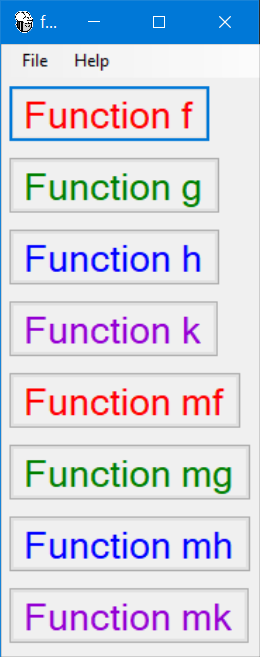 f...
File Help
Function f
Function g
Function h
Function k
Function mf
Function mg
Function mh
Function mk